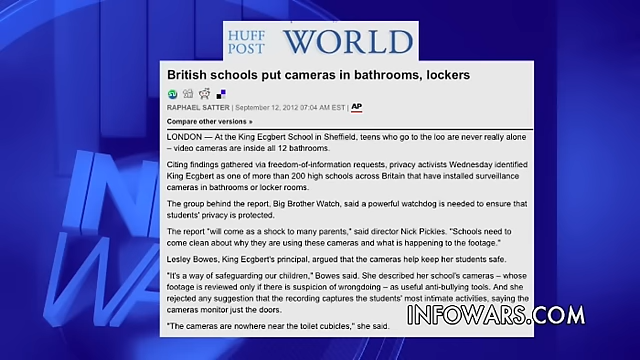 HUFF
POST
WORLD
British schools put cameras in bathrooms, lockers
RAPHAEL SATTER | September 12, 2012 07:04 AM EST | AP
Compare other versions »
LONDON — At the King Ecgbert School in Sheffield, teens who go to the loo are never really alone
– video cameras are inside all 12 bathrooms.
Citing findings gathered via freedom-of-information requests, privacy activists Wednesday identified
King Ecgbert as one of more than 200 high schools across Britain that have installed surveillance
cameras in bathrooms or locker rooms.
The group behind the report, Big Brother Watch, said a powerful watchdog is needed to ensure that
students' privacy is protected.
The report "will come as a shock to many parents," said director Nick Pickles. "Schools need to
come clean about why they are using these cameras and what is happening to the footage."
Lesley Bowes, King Ecgbert's principal, argued that the cameras help keep her students safe.
"It's a way of safeguarding our children," Bowes said. She described her school's cameras – whose
footage is reviewed only if there is suspicion of wrongdoing – as useful anti-bullying tools. And she
rejected any suggestion that the recording captures the students' most intimate activities, saying the
cameras monitor just the doors.
"The cameras are nowhere near the toilet cubicles," she said.
INFOWARS.COM
IN
WA